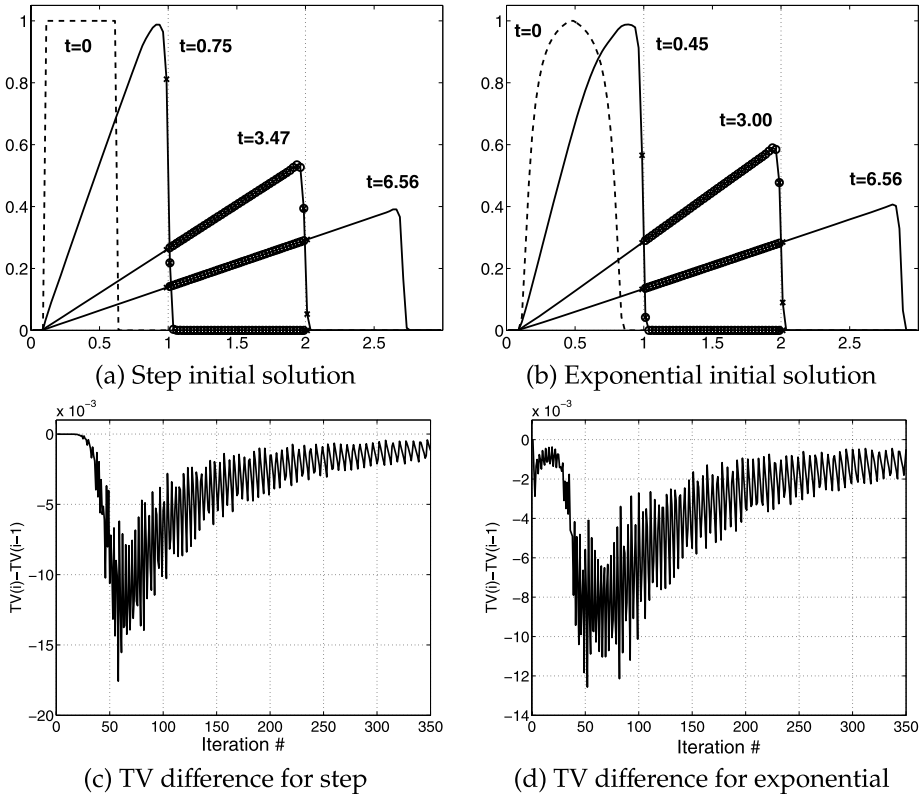 1
0.8
0.6
0.4
0.2
0
0 0.5 1 1.5 2 2.5
t=0
t=0.75
t=3.47
t=6.56
(a) Step initial solution
1
0.8
0.6
0.4
0.2
0
0 0.5 1 1.5 2 2.5
t=0
t=0.45
t=3.00
t=6.56
(b) Exponential initial solution
x 10⁻³
0
−5
−10
−15
−20
TV(i)−TV(i−1)
0 50 100 150 200 250 300 350
Iteration #
(c) TV difference for step
x 10⁻³
0
−2
−4
−6
−8
−10
−12
−14
TV(i)−TV(i−1)
0 50 100 150 200 250 300 350
Iteration #
(d) TV difference for exponential